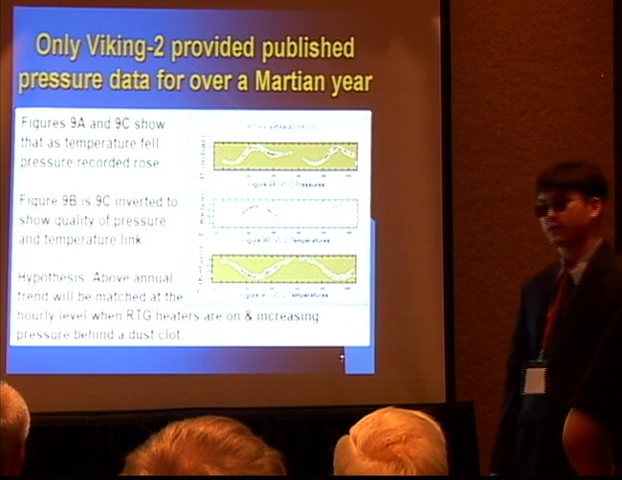 Only Viking-2 provided published
pressure data for over a Martian year
Figures 9A and 9C show
that as temperature fell
pressure recorded rose
Figure 9B is 9C inverted to
show quality of pressure
and temperature link
Hypothesis. Above annual
trend will be matched at the
hourly level when RTG heaters are on & increasing
pressure behind a dust clot.
Pressures
Temperatures
Temperatures